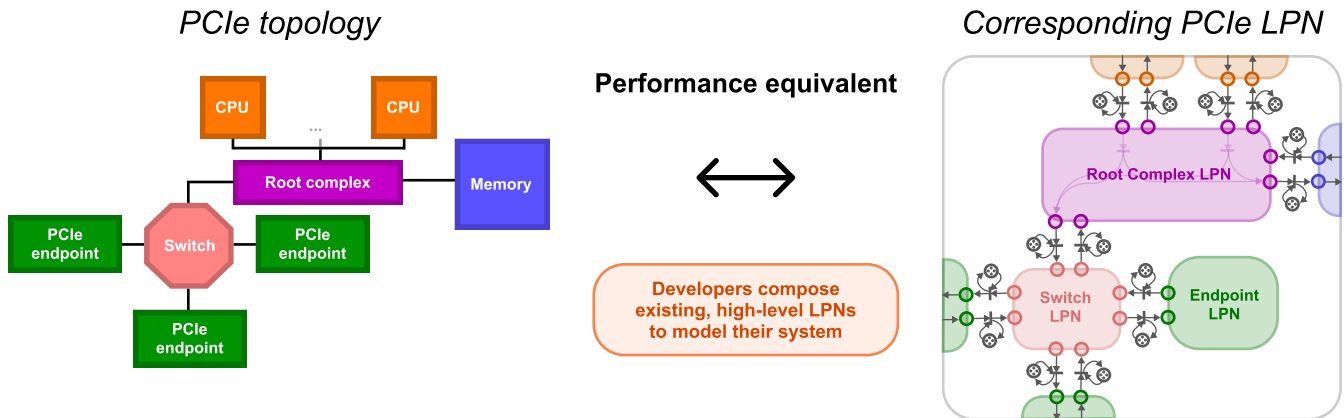 PCIe topology
Corresponding PCIe LPN
Performance equivalent
CPU
...
CPU
Root complex
Memory
PCIe
endpoint
Switch
PCIe
endpoint
PCIe
endpoint
Developers compose
existing, high-level LPNs
to model their system
Root Complex LPN
Switch
LPN
Endpoint
LPN